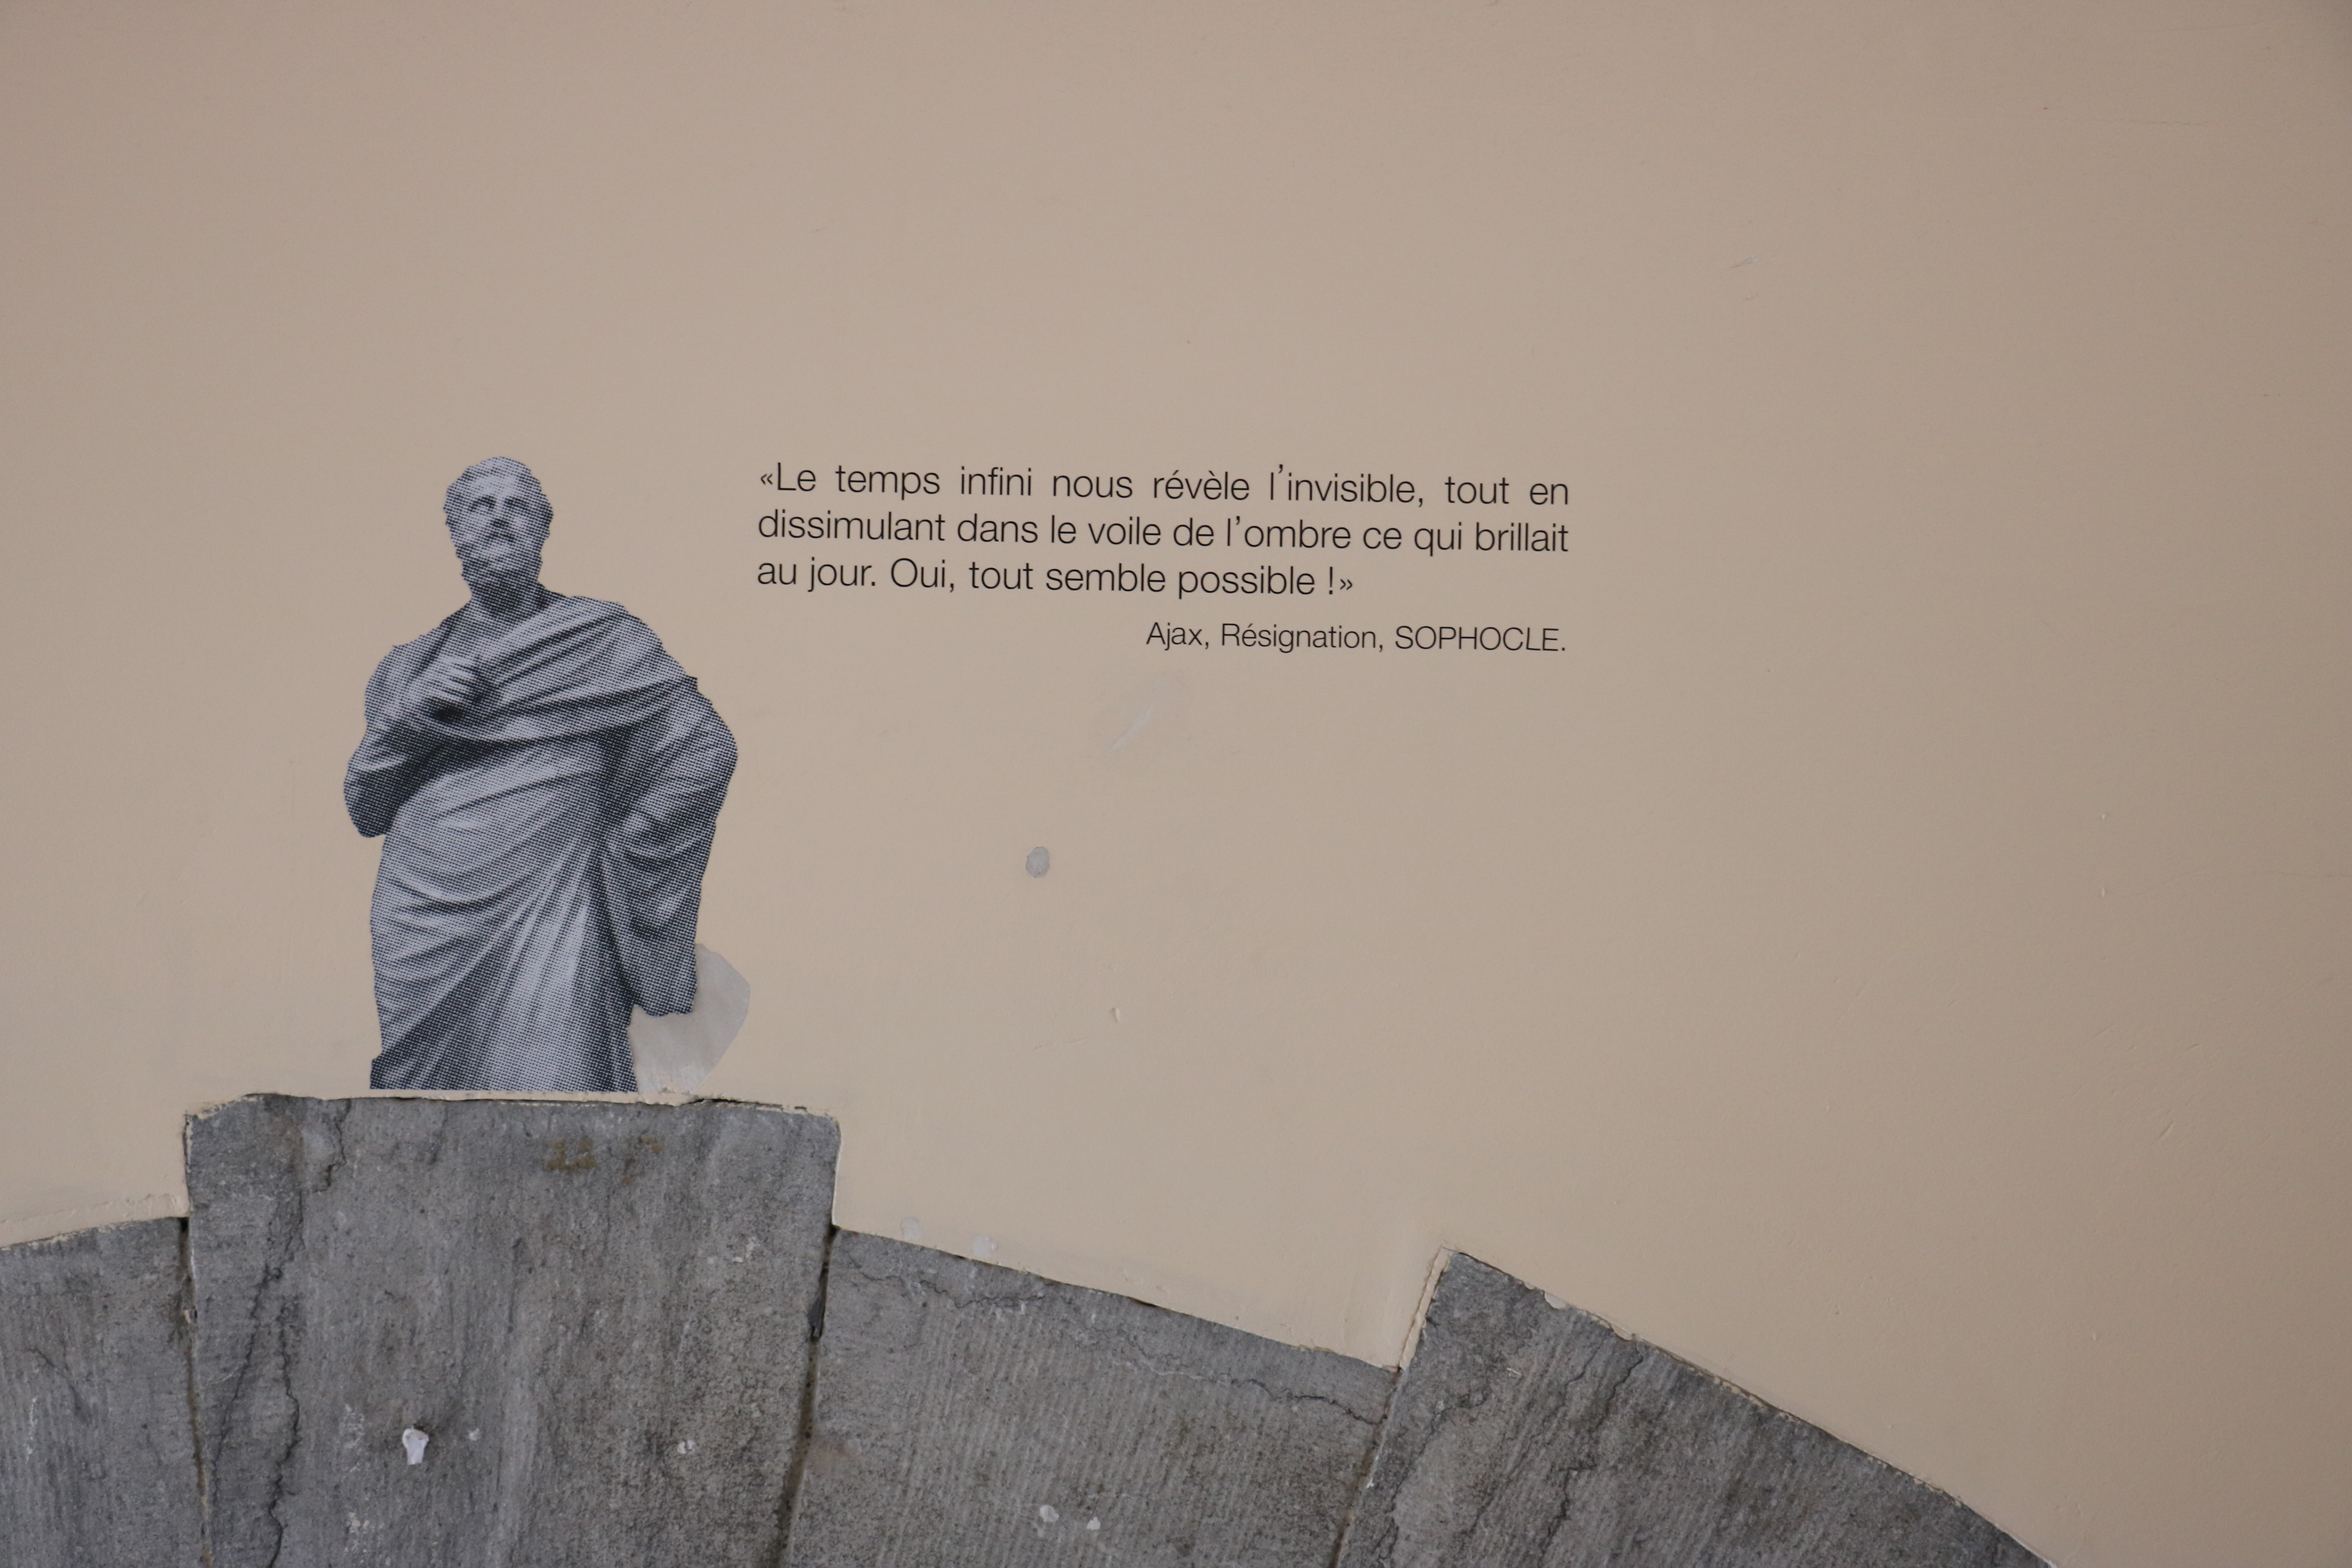 «Le temps infini nous révèle l'invisible, tout en
dissimulant dans le voile de l'ombre ce qui brillait
au jour. Oui, tout semble possible !»
Ajax, Résignation, SOPHOCLE.